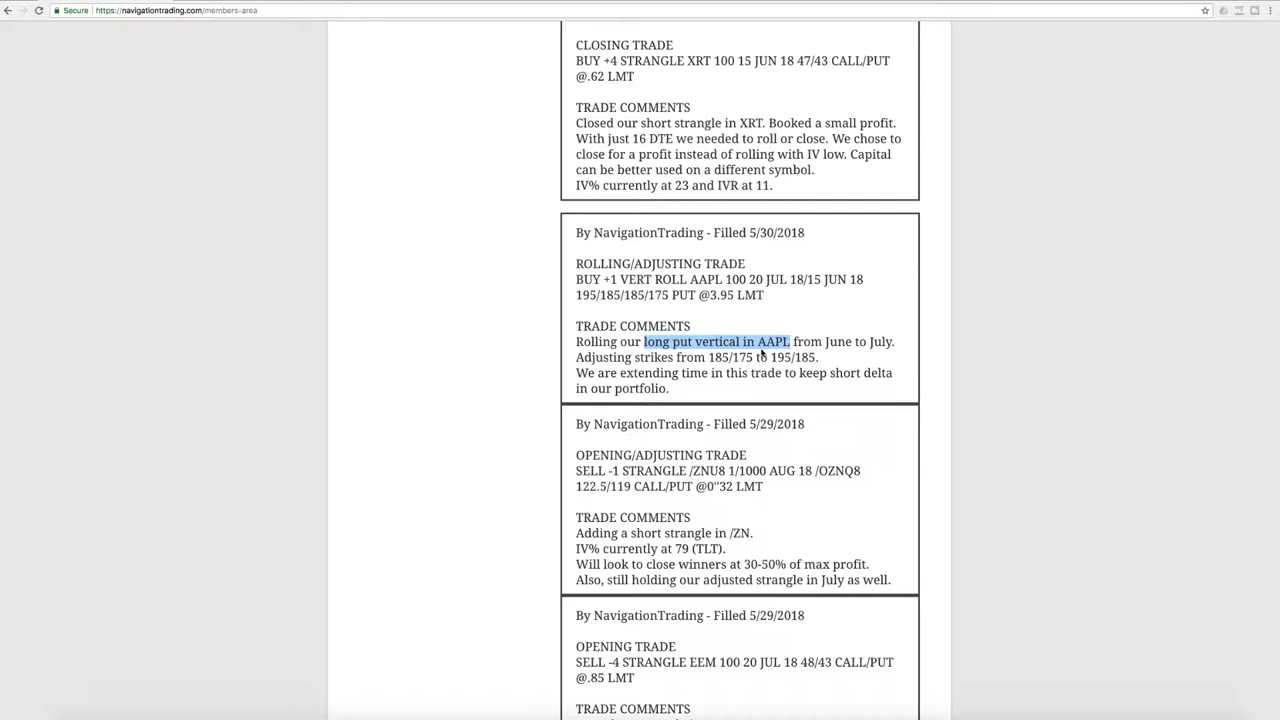 Secure
https://navigationtrading.com/members-area
CLOSING TRADE
BUY +4 STRANGLE XRT 100 15 JUN 18 47/43 CALL/PUT
@.62 LMT
TRADE COMMENTS
Closed our short strangle in XRT. Booked a small profit.
With just 16 DTE we needed to roll or close. We chose to
close for a profit instead of rolling with IV low. Capital
can be better used on a different symbol.
IV% currently at 23 and IVR at 11.
By NavigationTrading - Filled 5/30/2018
ROLLING/ADJUSTING TRADE
BUY +1 VERT ROLL AAPL 100 20 JUL 18/15 JUN 18
195/185/185/175 PUT @3.95 LMT
TRADE COMMENTS
Rolling our long put vertical in AAPL from June to July.
Adjusting strikes from 185/175 to 195/185.
We are extending time in this trade to keep short delta
in our portfolio.
By NavigationTrading - Filled 5/29/2018
OPENING/ADJUSTING TRADE
SELL -1 STRANGLE /ZNU8 1/1000 AUG 18 /OZNQ8
122.5/119 CALL/PUT @0"32 LMT
TRADE COMMENTS
Adding a short strangle in /ZN.
IV% currently at 79 (TLT).
Will look to close winners at 30-50% of max profit.
Also, still holding our adjusted strangle in July as well.
By NavigationTrading - Filled 5/29/2018
OPENING TRADE
SELL -4 STRANGLE EEM 100 20 JUL 18 48/43 CALL/PUT
@.85 LMT
TRADE COMMENTS